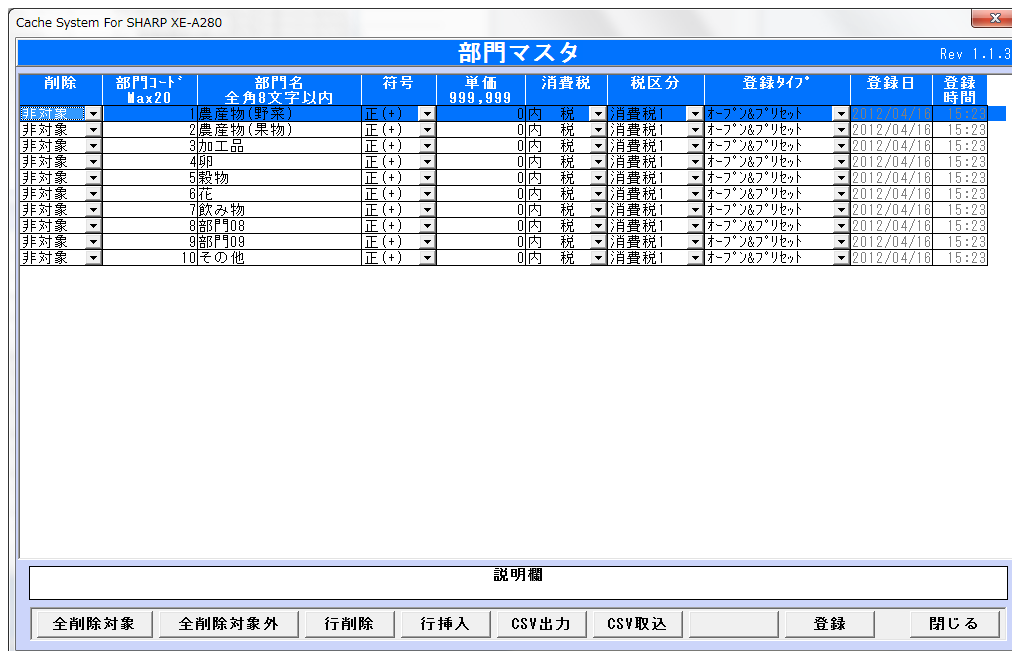 Cache System For SHARP XE-A280
部門マスタ
Rev 1.1.3
削除 部門ｺｰﾄﾞ 部門名 符号 単価 消費税 税区分 登録ﾀｲﾌﾟ 登録日 登録
Max20 全角8文字以内 999,999 時間
非対象 1 農産物(野菜) 正(+) 0 内　税 消費税1 ｵｰﾌﾟﾝ&ﾌﾟﾘｾｯﾄ 2012/04/16 15:23
非対象 2 農産物(果物) 正(+) 0 内　税 消費税1 ｵｰﾌﾟﾝ&ﾌﾟﾘｾｯﾄ 2012/04/16 15:23
非対象 3 加工品 正(+) 0 内　税 消費税1 ｵｰﾌﾟﾝ&ﾌﾟﾘｾｯﾄ 2012/04/16 15:23
非対象 4 卵 正(+) 0 内　税 消費税1 ｵｰﾌﾟﾝ&ﾌﾟﾘｾｯﾄ 2012/04/16 15:23
非対象 5 穀物 正(+) 0 内　税 消費税1 ｵｰﾌﾟﾝ&ﾌﾟﾘｾｯﾄ 2012/04/16 15:23
非対象 6 花 正(+) 0 内　税 消費税1 ｵｰﾌﾟﾝ&ﾌﾟﾘｾｯﾄ 2012/04/16 15:23
非対象 7 飲み物 正(+) 0 内　税 消費税1 ｵｰﾌﾟﾝ&ﾌﾟﾘｾｯﾄ 2012/04/16 15:23
非対象 8 部門08 正(+) 0 内　税 消費税1 ｵｰﾌﾟﾝ&ﾌﾟﾘｾｯﾄ 2012/04/16 15:23
非対象 9 部門09 正(+) 0 内　税 消費税1 ｵｰﾌﾟﾝ&ﾌﾟﾘｾｯﾄ 2012/04/16 15:23
非対象 10 その他 正(+) 0 内　税 消費税1 ｵｰﾌﾟﾝ&ﾌﾟﾘｾｯﾄ 2012/04/16 15:23
説明欄
全削除対象 全削除対象外 行削除 行挿入 CSV出力 CSV取込 登録 閉じる